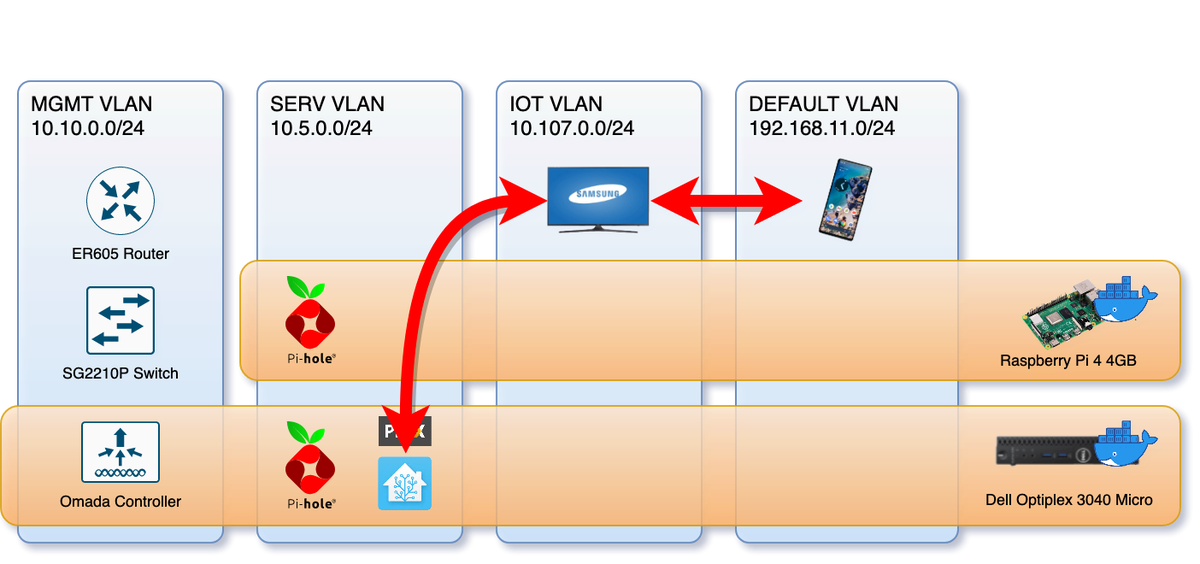 MGMT VLAN
10.10.0.0/24
SERV VLAN
10.5.0.0/24
IOT VLAN
10.107.0.0/24
DEFAULT VLAN
192.168.11.0/24
SAMSUNG
ER605 Router
Pi-hole®
SG2210P Switch
Raspberry Pi 4 4GB
Omada Controller
Pi-hole®
Dell Optiplex 3040 Micro